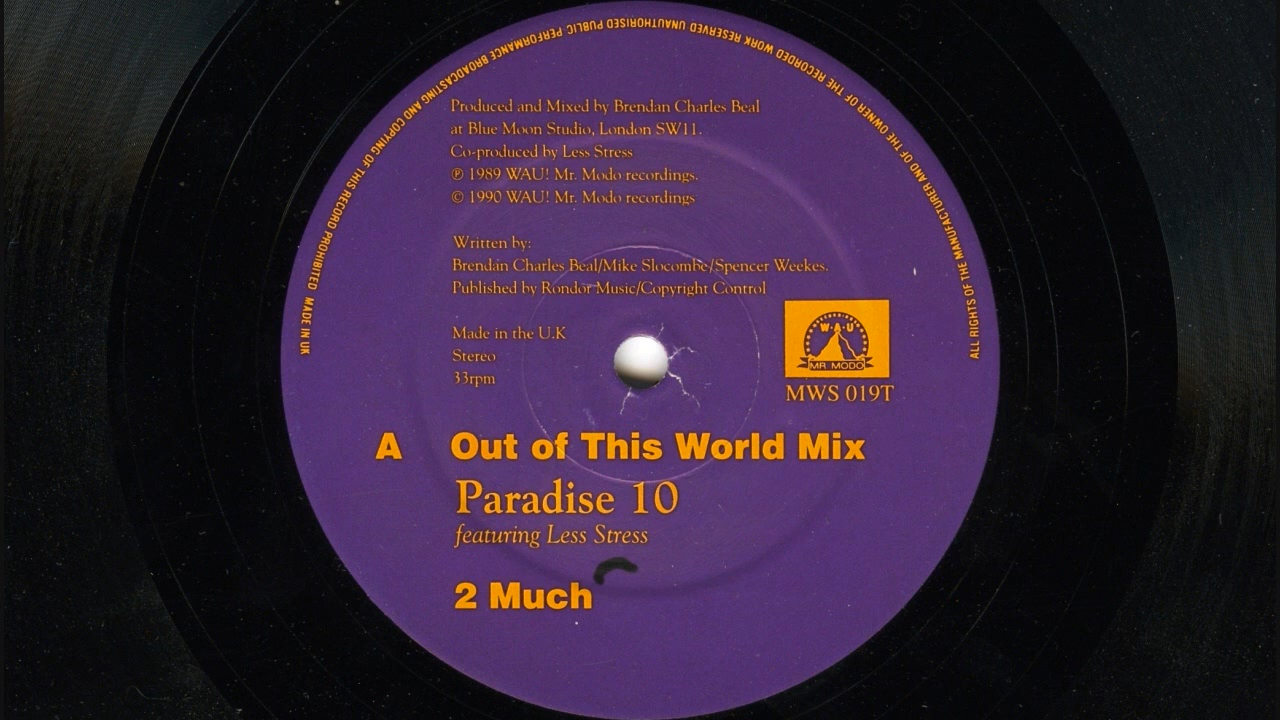 ALL RIGHTS OF THE MANUFACTURER AND OF THE OWNER OF THE RECORDED WORK RESERVED UNAUTHORISED PUBLIC PERFORMANCE BROADCASTING AND COPYING OF THIS RECORD PROHIBITED MADE IN UK
Produced and Mixed by Brendan Charles Beal
at Blue Moon Studio, London SW11.
Co-produced by Less Stress
℗ 1989 WAU! Mr. Modo recordings.
© 1990 WAU! Mr. Modo recordings
Written by:
Brendan Charles Beal/Mike Slocombe/Spencer Weekes.
Published by Rondor Music/Copyright Control
Made in the U.K
Stereo
33rpm
W·A·U
MR MODO
MWS 019T
A Out of This World Mix
Paradise 10
featuring Less Stress
2 Much